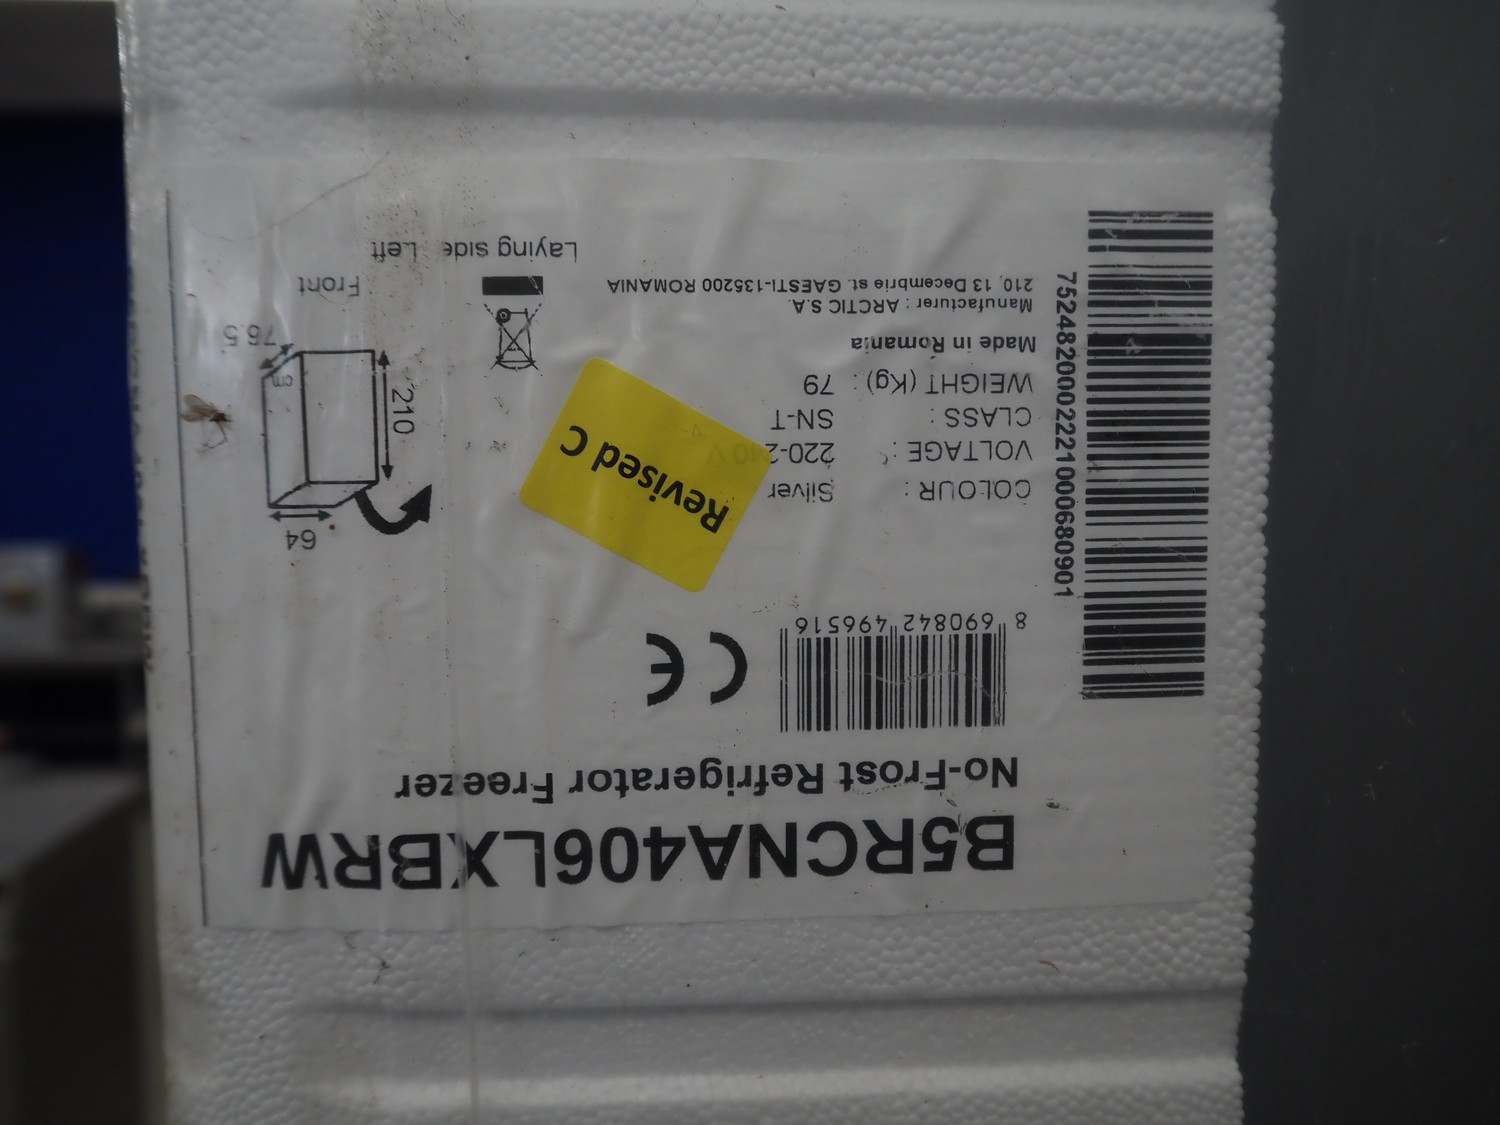 B5RCNA406LXBRW
No-Frost Refrigerator Freezer
8 690842 496516
CE
COLOUR : Silver
VOLTAGE : 220-240 V
CLASS : SN-T
WEIGHT (Kg) : 79
Made in Romania
Manufacturer : ARCTIC S.A.
210, 13 Decembrie st. GAESTI-135200 ROMANIA
7524820002221000680901
Revised C
64
210
cm
76.5
Front
Laying side Left